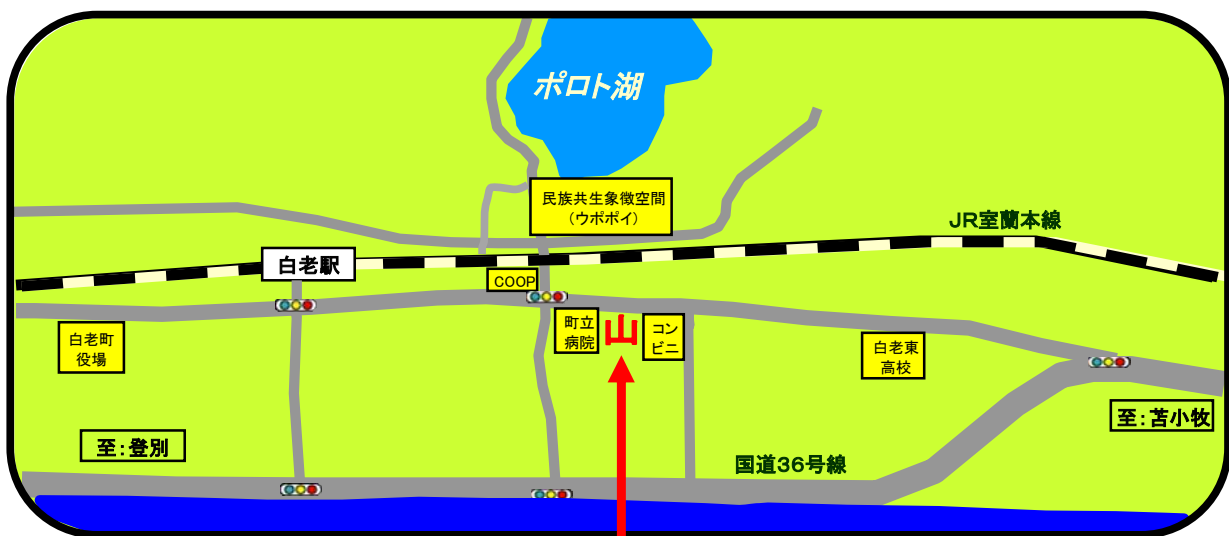 ポロト湖
民族共生象徴空間
(ウポポイ)
JR室蘭本線
白老駅
COOP
町立
病院
山
コン
ビニ
白老町
役場
白老東
高校
至:登別
至:苫小牧
国道36号線